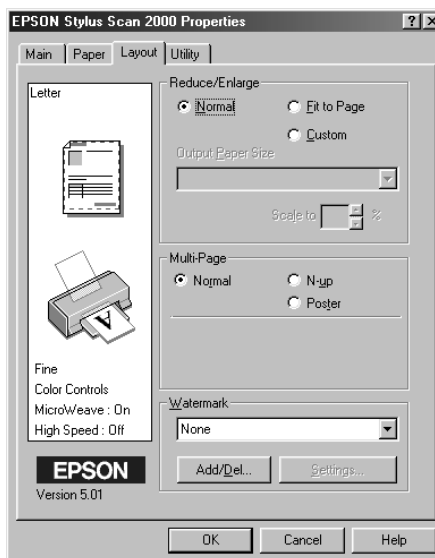 EPSON Stylus Scan 2000 Properties
Main Paper Layout Utility
Letter
Fine
Color Controls
MicroWeave : On
High Speed : Off
EPSON
Version 5.01
Reduce/Enlarge
Normal Fit to Page
Custom
Output Paper Size
Scale to %
Multi-Page
Normal N-up
Poster
Watermark
None
Add/Del... Settings...
OK Cancel Help